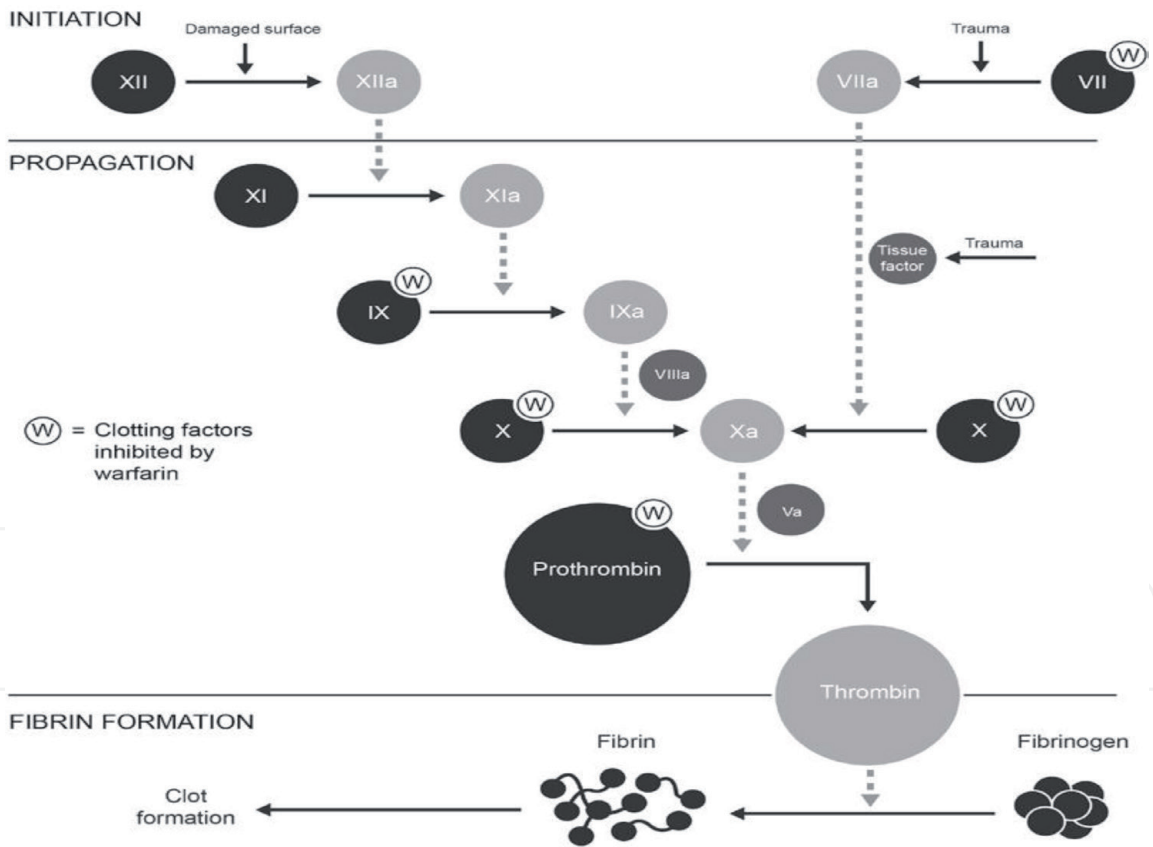 INITIATION
Damaged surface
Trauma
XII
XIIa
VIIa
VII
W
PROPAGATION
XI
XIa
Tissue
factor
Trauma
W
IX
IXa
VIIIa
W = Clotting factors
inhibited by
warfarin
W
X
Xa
W
X
Va
W
Prothrombin
Thrombin
FIBRIN FORMATION
Fibrin
Fibrinogen
Clot
formation